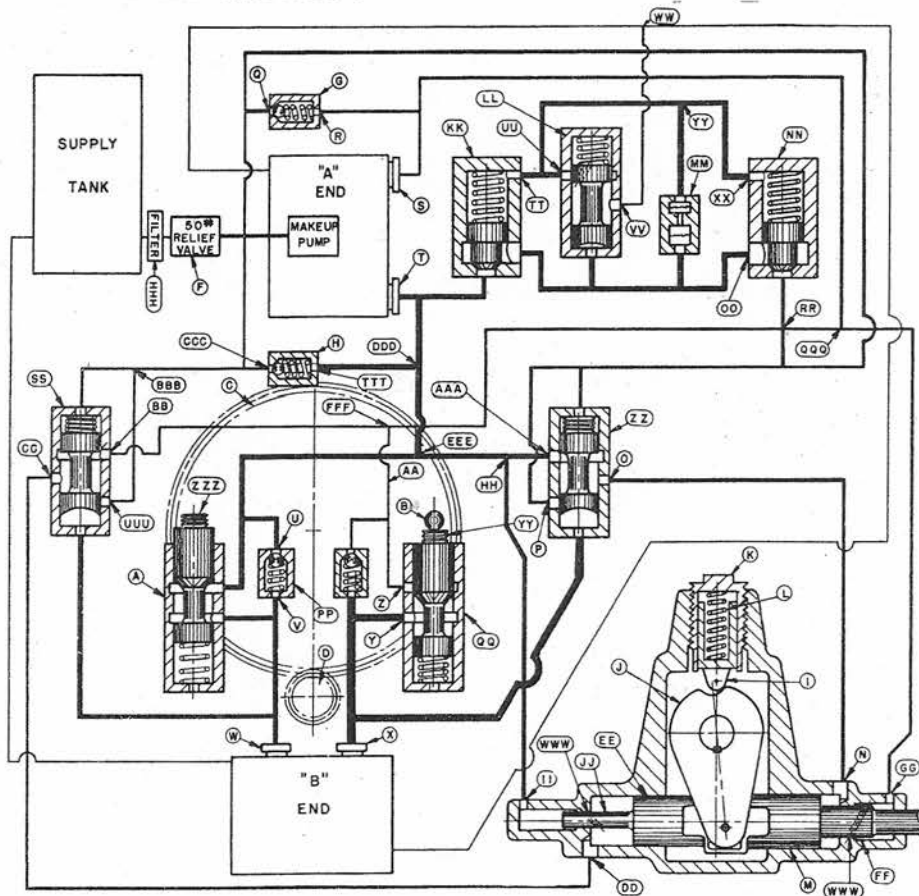 WW
Q
G
LL
R
KK
UU
YY
NN
SUPPLY
TANK
"A"
END
S
TT
VV
MM
XX
FILTER
50##
RELIEF
VALVE
MAKEUP
PUMP
HHH
F
T
OO
RR
QQQ
CCC
H
DDD
SS
BBB
C
TTT
AAA
ZZ
BB
FFF
EEE
CC
AA
HH
O
ZZZ
B
YY
UUU
U
P
K
A
PP
Z
L
V
Y
QQ
J
I
D
W
X
EE
N
"B"
END
WWW
JJ
II
GG
DD
M
WWW
FF